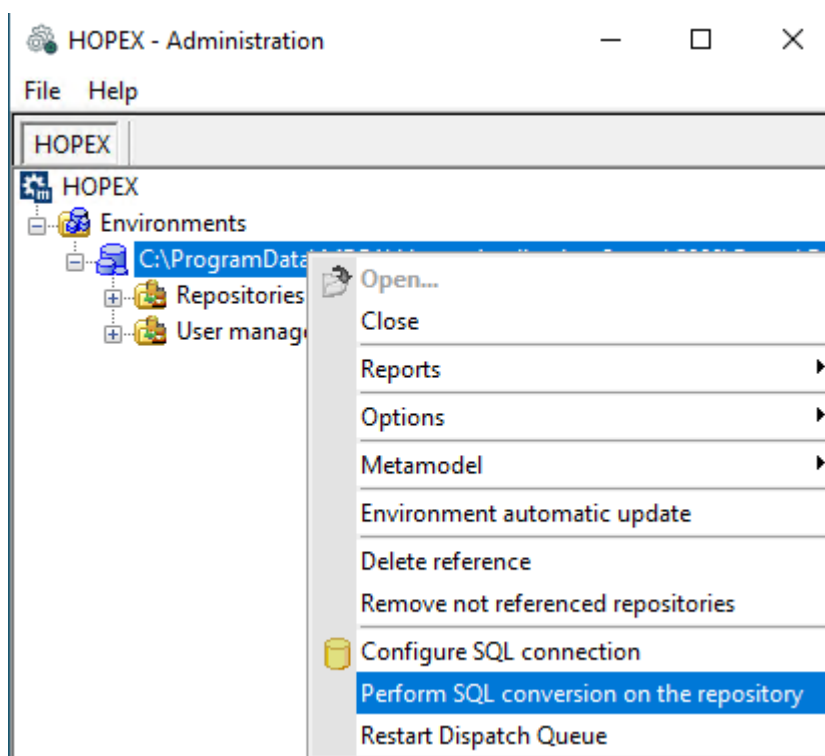 HOPEX - Administration
File Help
HOPEX
HOPEX
Environments
C:\ProgramData
Repositories
User manag
Open...
Close
Reports
Options
Metamodel
Environment automatic update
Delete reference
Remove not referenced repositories
Configure SQL connection
Perform SQL conversion on the repository
Restart Dispatch Queue